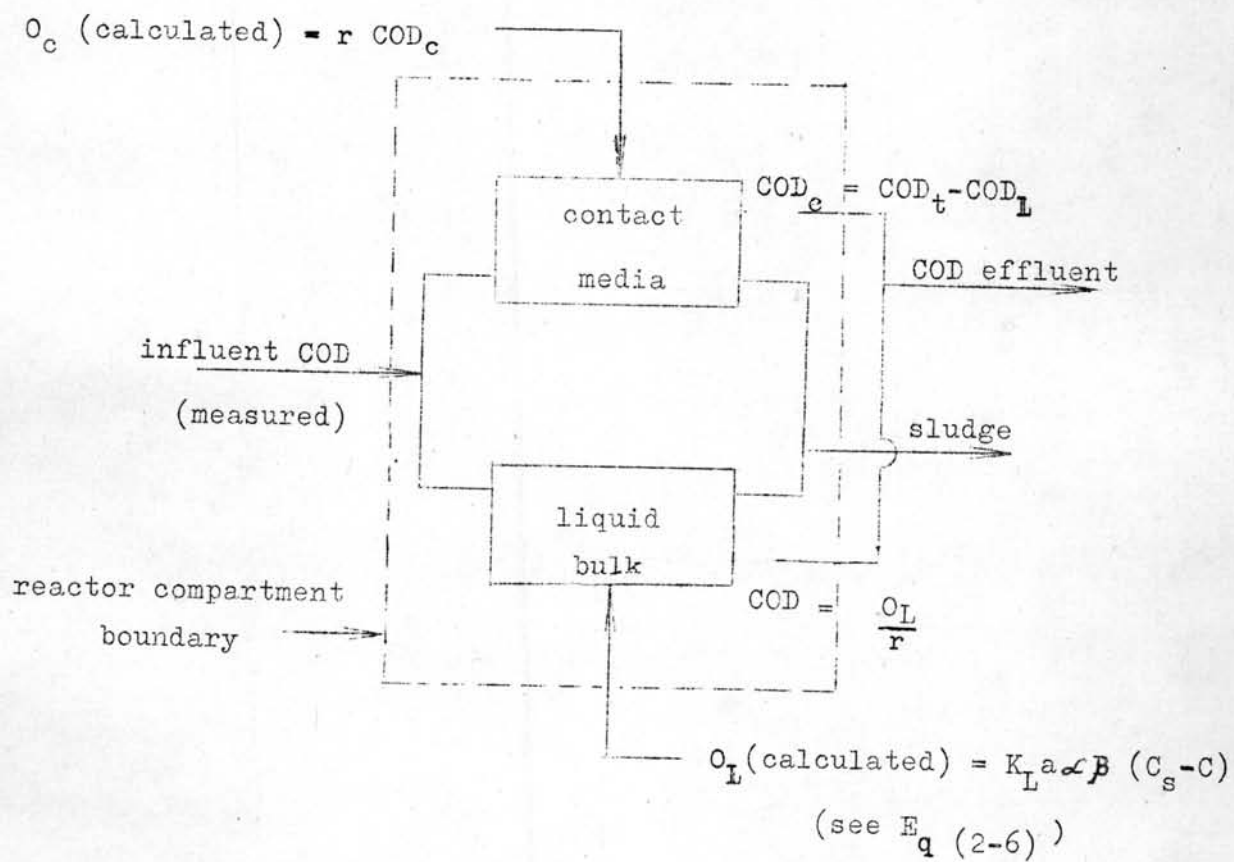 O_c (calculated) = r COD_c
COD_c = COD_t-COD_L
contact
media
COD effluent
influent COD
(measured)
sludge
liquid
bulk
reactor compartment
boundary
COD = O_L
r
O_L(calculated) = K_L a α β (C_s-C)
(see E_q (2-6))